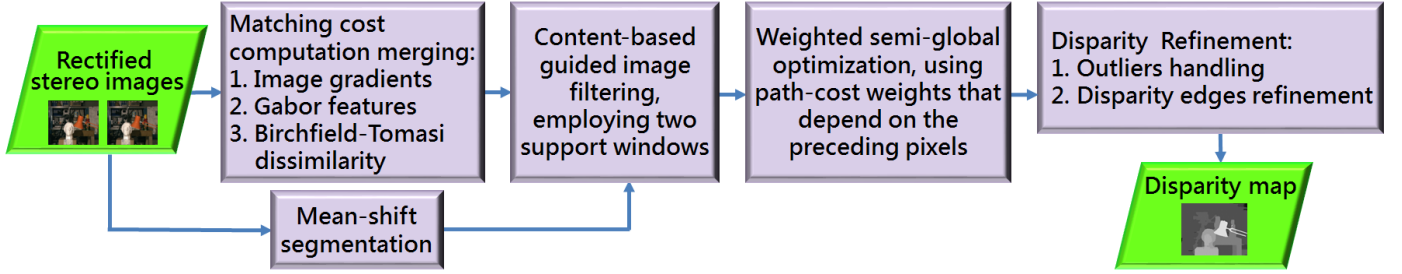 Rectified
stereo images
Matching cost
computation merging:
1. Image gradients
2. Gabor features
3. Birchfield-Tomasi
dissimilarity
Mean-shift
segmentation
Content-based
guided image
filtering,
employing two
support windows
Weighted semi-global
optimization, using
path-cost weights that
depend on the
preceding pixels
Disparity Refinement:
1. Outliers handling
2. Disparity edges refinement
Disparity map